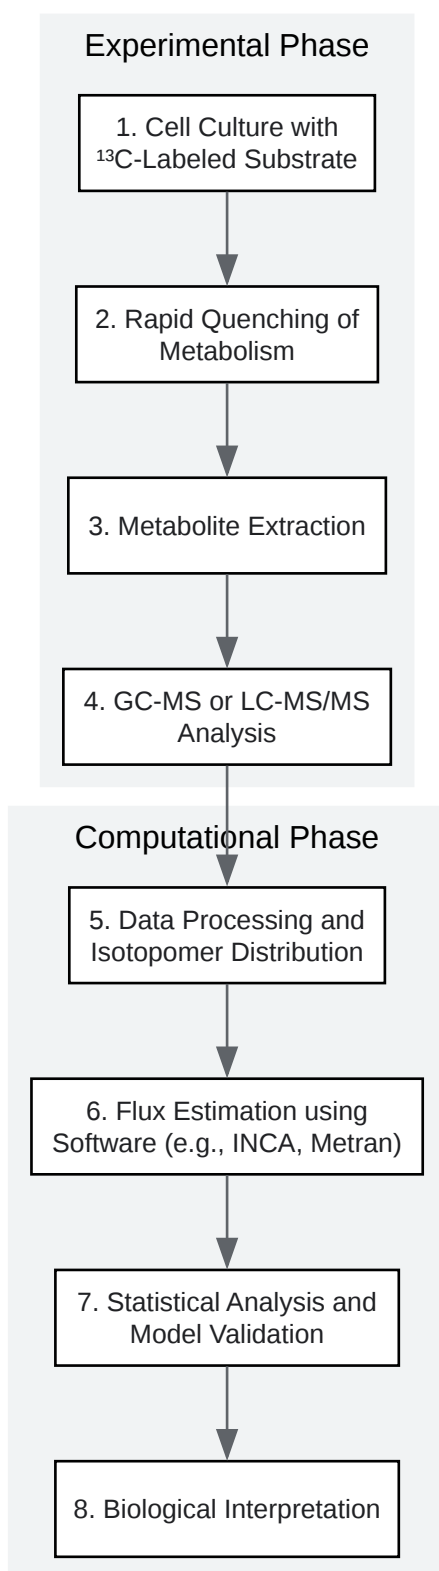 Experimental Phase
1. Cell Culture with
¹³C-Labeled Substrate
2. Rapid Quenching of
Metabolism
3. Metabolite Extraction
4. GC-MS or LC-MS/MS
Analysis
Computational Phase
5. Data Processing and
Isotopomer Distribution
6. Flux Estimation using
Software (e.g., INCA, Metran)
7. Statistical Analysis and
Model Validation
8. Biological Interpretation